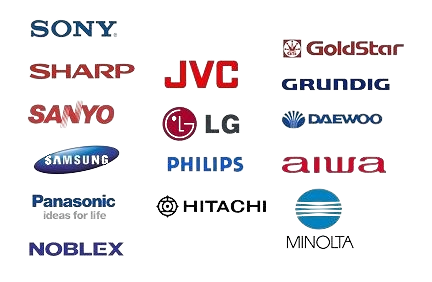 SONY®
SHARP
SANYO
SAMSUNG
Panasonic
ideas for life
NOBLEX
JVC
LG
PHILIPS
HITACHI
GoldStar
GRUNDIG
DAEWOO
aiwa
MINOLTA